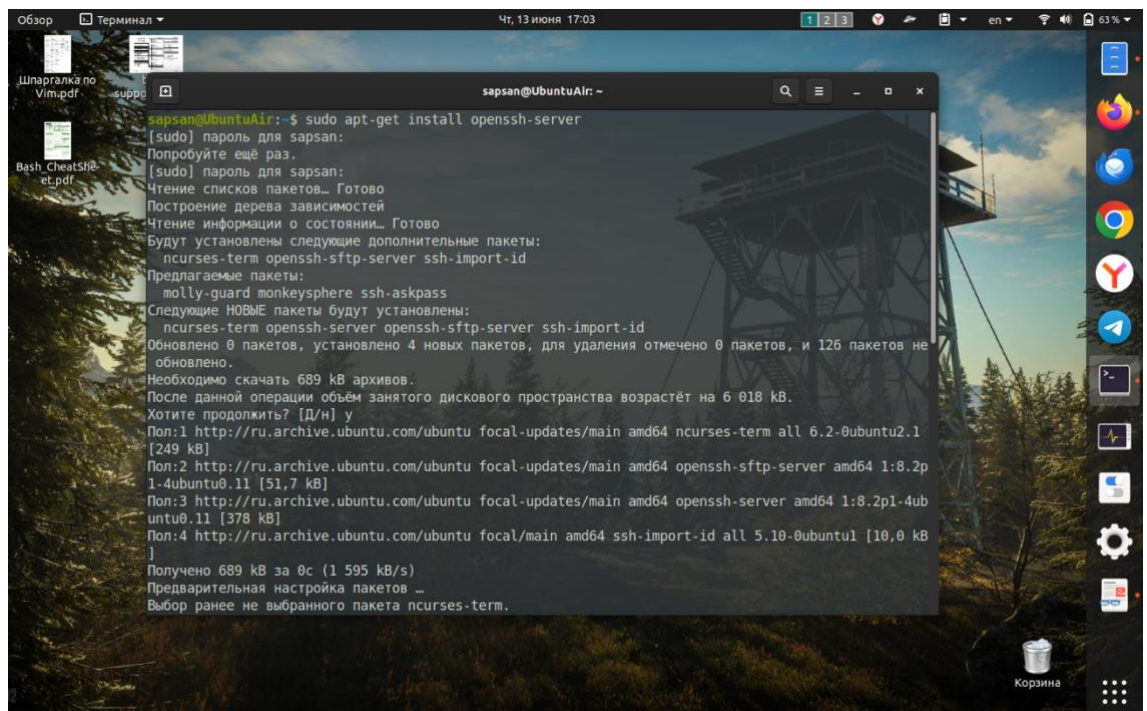 Обзор
Терминал
Чт, 13 июня 17:03
1 2 3
en
63 %
Шпаргалка по
Vim.pdf
Bash_CheatShe-
et.pdf
sapsan@UbuntuAir: ~
sapsan@UbuntuAir:~$ sudo apt-get install openssh-server
[sudo] пароль для sapsan:
Попробуйте ещё раз.
[sudo] пароль для sapsan:
Чтение списков пакетов… Готово
Построение дерева зависимостей
Чтение информации о состоянии… Готово
Будут установлены следующие дополнительные пакеты:
ncurses-term openssh-sftp-server ssh-import-id
Предлагаемые пакеты:
molly-guard monkeysphere ssh-askpass
Следующие НОВЫЕ пакеты будут установлены:
ncurses-term openssh-server openssh-sftp-server ssh-import-id
Обновлено 0 пакетов, установлено 4 новых пакетов, для удаления отмечено 0 пакетов, и 126 пакетов не
обновлено.
Необходимо скачать 689 kB архивов.
После данной операции объём занятого дискового пространства возрастёт на 6 018 kB.
Хотите продолжить? [Д/н] y
Пол:1 http://ru.archive.ubuntu.com/ubuntu focal-updates/main amd64 ncurses-term all 6.2-0ubuntu2.1
[249 kB]
Пол:2 http://ru.archive.ubuntu.com/ubuntu focal-updates/main amd64 openssh-sftp-server amd64 1:8.2p
1-4ubuntu0.11 [51,7 kB]
Пол:3 http://ru.archive.ubuntu.com/ubuntu focal-updates/main amd64 openssh-server amd64 1:8.2p1-4ub
untu0.11 [378 kB]
Пол:4 http://ru.archive.ubuntu.com/ubuntu focal/main amd64 ssh-import-id all 5.10-0ubuntu1 [10,0 kB
]
Получено 689 kB за 0с (1 595 kB/s)
Предварительная настройка пакетов …
Выбор ранее не выбранного пакета ncurses-term.
Корзина